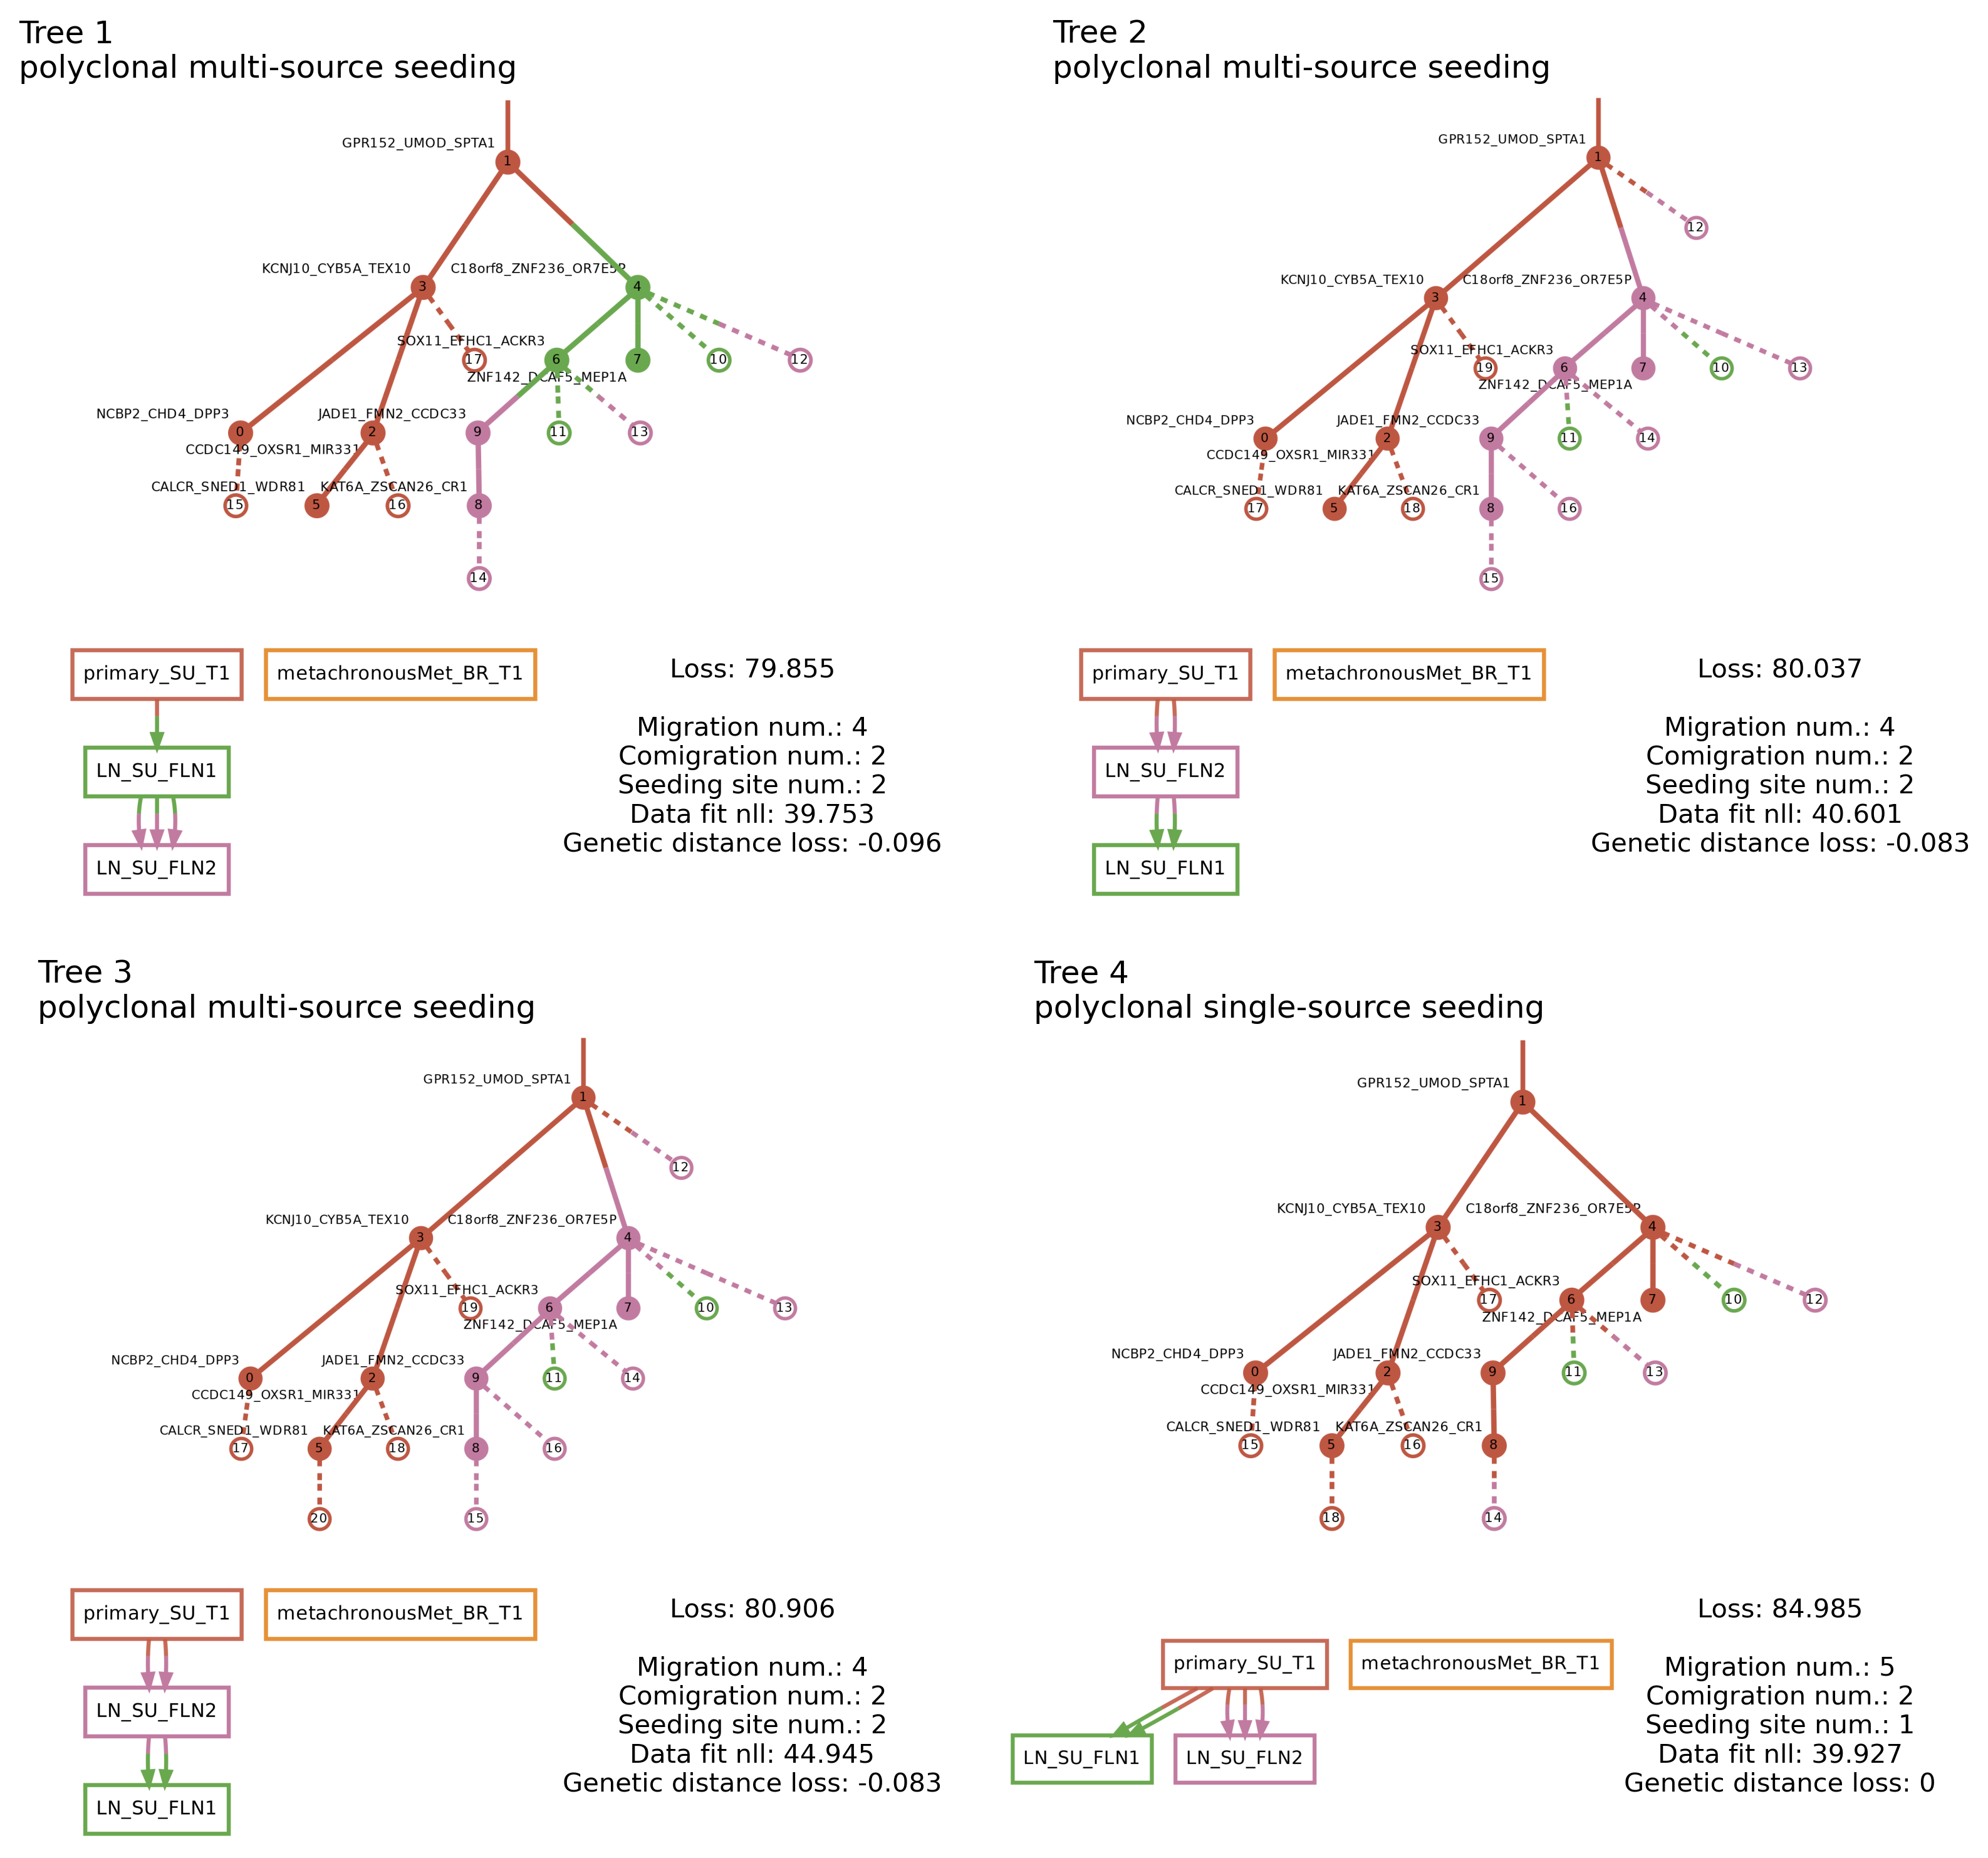 Tree 1
polyclonal multi-source seeding
GPR152_UMOD_SPTA1
1
KCNJ10_CYB5A_TEX10
3
C18orf8_ZNF236_OR7E5P
4
SOX11_EFHC1_ACKR3
17
6
7
10
12
ZNF142_DCAF5_MEP1A
NCBP2_CHD4_DPP3
0
JADE1_FMN2_CCDC33
2
9
11
13
CCDC149_OXSR1_MIR331
CALCR_SNED1_WDR81
15
5
KAT6A_ZSCAN26_CR1
16
8
14
primary_SU_T1
metachronousMet_BR_T1
LN_SU_FLN1
LN_SU_FLN2
Loss: 79.855
Migration num.: 4
Comigration num.: 2
Seeding site num.: 2
Data fit nll: 39.753
Genetic distance loss: -0.096
Tree 2
polyclonal multi-source seeding
GPR152_UMOD_SPTA1
1
12
KCNJ10_CYB5A_TEX10
3
C18orf8_ZNF236_OR7E5P
4
SOX11_EFHC1_ACKR3
19
6
7
10
13
ZNF142_DCAF5_MEP1A
NCBP2_CHD4_DPP3
0
JADE1_FMN2_CCDC33
2
9
11
14
CCDC149_OXSR1_MIR331
CALCR_SNED1_WDR81
17
5
KAT6A_ZSCAN26_CR1
18
8
16
15
primary_SU_T1
metachronousMet_BR_T1
LN_SU_FLN2
LN_SU_FLN1
Loss: 80.037
Migration num.: 4
Comigration num.: 2
Seeding site num.: 2
Data fit nll: 40.601
Genetic distance loss: -0.083
Tree 3
polyclonal multi-source seeding
GPR152_UMOD_SPTA1
1
12
KCNJ10_CYB5A_TEX10
3
C18orf8_ZNF236_OR7E5P
4
SOX11_EFHC1_ACKR3
19
6
7
10
13
ZNF142_DCAF5_MEP1A
NCBP2_CHD4_DPP3
0
JADE1_FMN2_CCDC33
2
9
11
14
CCDC149_OXSR1_MIR331
CALCR_SNED1_WDR81
17
5
KAT6A_ZSCAN26_CR1
18
8
16
20
15
primary_SU_T1
metachronousMet_BR_T1
LN_SU_FLN2
LN_SU_FLN1
Loss: 80.906
Migration num.: 4
Comigration num.: 2
Seeding site num.: 2
Data fit nll: 44.945
Genetic distance loss: -0.083
Tree 4
polyclonal single-source seeding
GPR152_UMOD_SPTA1
1
KCNJ10_CYB5A_TEX10
3
C18orf8_ZNF236_OR7E5P
4
SOX11_EFHC1_ACKR3
17
6
7
10
12
ZNF142_DCAF5_MEP1A
NCBP2_CHD4_DPP3
0
JADE1_FMN2_CCDC33
2
9
11
13
CCDC149_OXSR1_MIR331
CALCR_SNED1_WDR81
15
5
KAT6A_ZSCAN26_CR1
16
8
18
14
primary_SU_T1
metachronousMet_BR_T1
LN_SU_FLN1
LN_SU_FLN2
Loss: 84.985
Migration num.: 5
Comigration num.: 2
Seeding site num.: 1
Data fit nll: 39.927
Genetic distance loss: 0